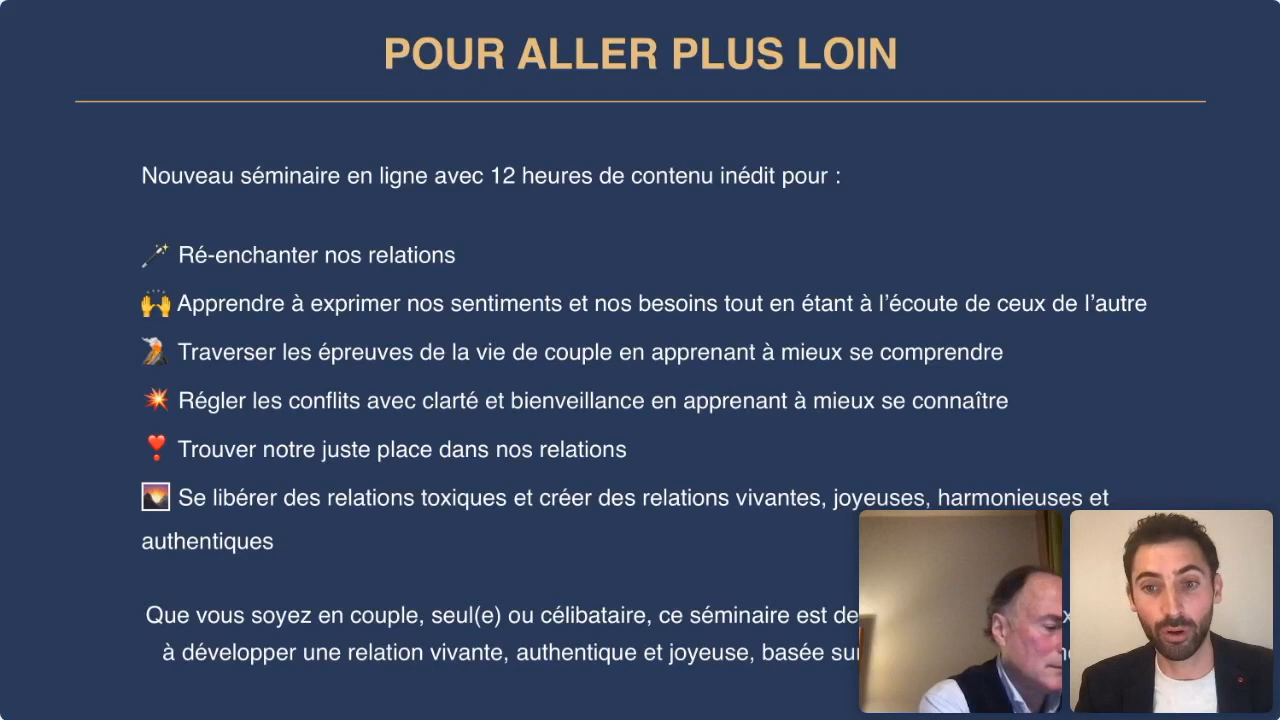 POUR ALLER PLUS LOIN
Nouveau séminaire en ligne avec 12 heures de contenu inédit pour :
Ré-enchanter nos relations
Apprendre à exprimer nos sentiments et nos besoins tout en étant à l’écoute de ceux de l’autre
Traverser les épreuves de la vie de couple en apprenant à mieux se comprendre
Régler les conflits avec clarté et bienveillance en apprenant à mieux se connaître
Trouver notre juste place dans nos relations
Se libérer des relations toxiques et créer des relations vivantes, joyeuses, harmonieuses et
authentiques
Que vous soyez en couple, seul(e) ou célibataire, ce séminaire est
à développer une relation vivante, authentique et joyeuse, basée